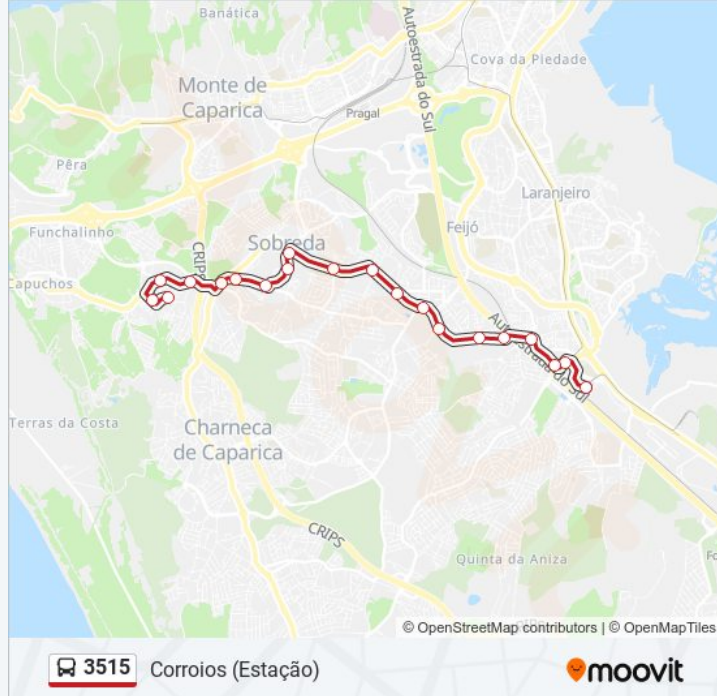 Banática
Autoestrada do Sul
Cova da Piedade
Monte de
Caparica
Pragal
Pêra
Laranjeiro
Feijó
Funchalinho
CRIPS
Sobreda
Capuchos
Autoestrada do Sul
Terras da Costa
Charneca
de Caparica
CRIPS
Quinta da Aniza
© OpenStreetMap contributors | © OpenMapTiles
3515 Corroios (Estação)
moovit